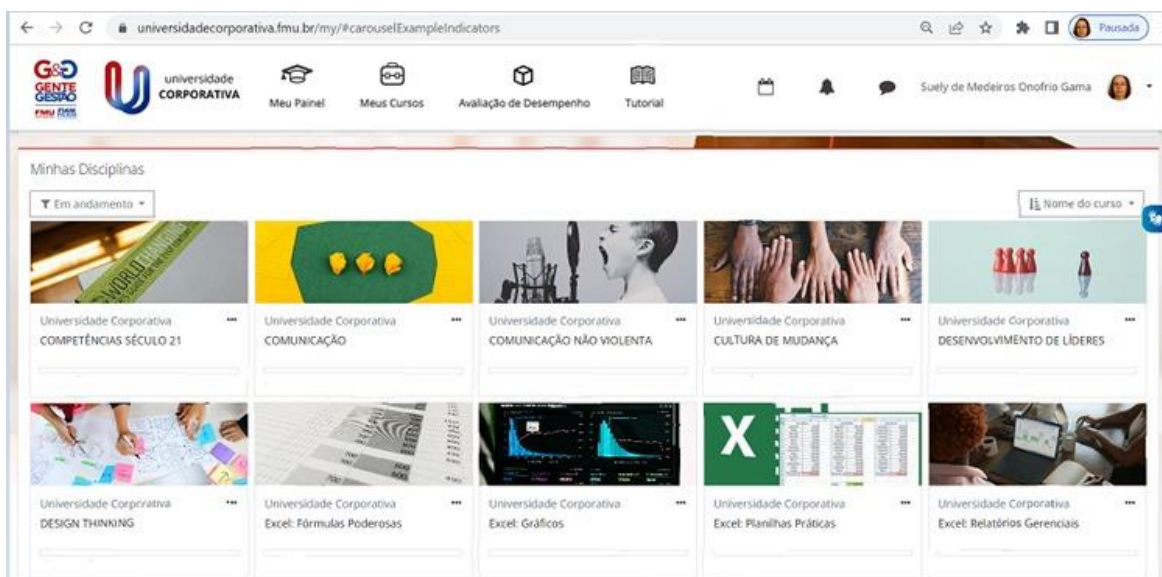 universidadecorporativa.fmu.br/my/#carouselExampleIndicators
Pausada
G&G
GENTE
GESTÃO
FMU FIAM
universidade
CORPORATIVA
Meu Painel
Meus Cursos
Avaliação de Desempenho
Tutorial
Suely de Medeiros Onofrio Gama
Minhas Disciplinas
Em andamento
Nome do curso
Universidade Corporativa
COMPETÊNCIAS SÉCULO 21
Universidade Corporativa
COMUNICAÇÃO
Universidade Corporativa
COMUNICAÇÃO NÃO VIOLENTA
Universidade Corporativa
CULTURA DE MUDANÇA
Universidade Corporativa
DESENVOLVIMENTO DE LÍDERES
X
Universidade Corporativa
DESIGN THINKING
Universidade Corporativa
Excel: Fórmulas Poderosas
Universidade Corporativa
Excel: Gráficos
Universidade Corporativa
Excel: Planilhas Práticas
Universidade Corporativa
Excel: Relatórios Gerenciais